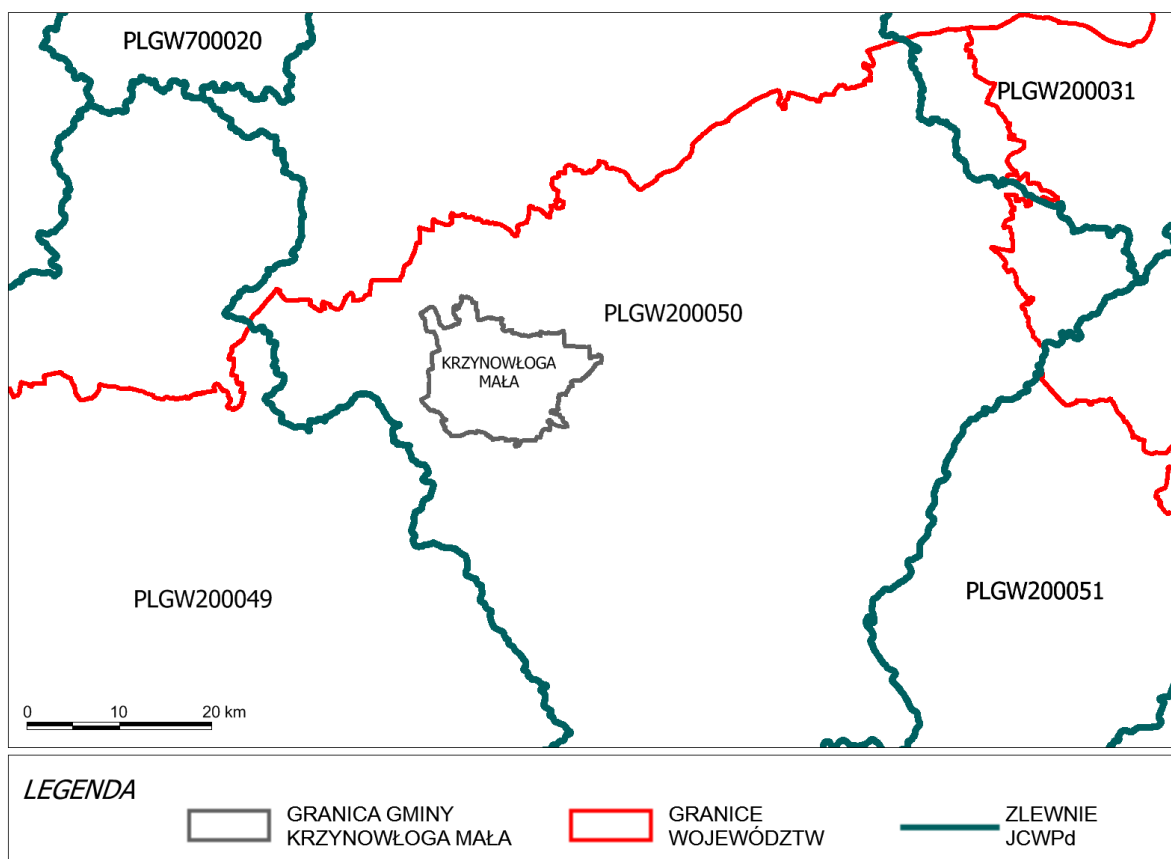 PLGW700020
PLGW200031
PLGW200050
KRZYNOWŁOGA
MAŁA
PLGW200049
PLGW200051
0 10 20 km
LEGENDA
GRANICA GMINY
KRZYNOWŁOGA MAŁA
GRANICE
WOJEWÓDZTW
ZLEWNIE
JCWPd